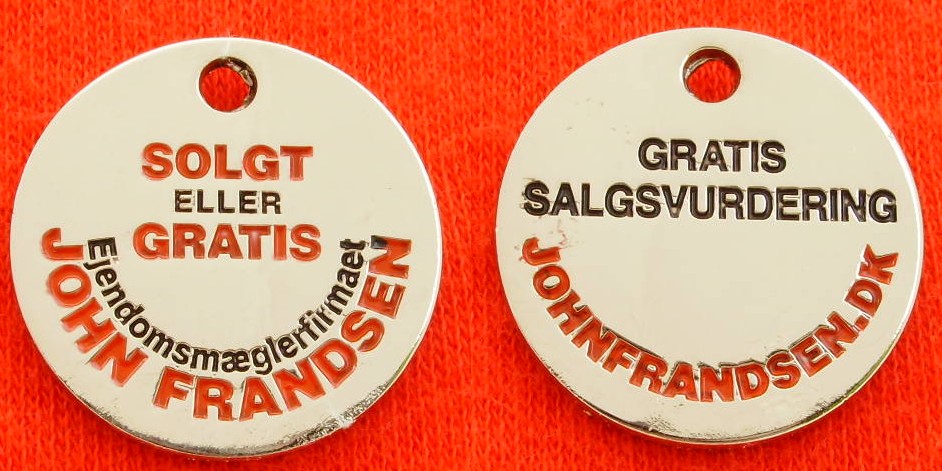 SOLGT
ELLER
GRATIS
Ejendomsmæglerfirmaet
JOHN FRANDSEN
GRATIS
SALGSVURDERING
JOHNFRANDSEN.DK